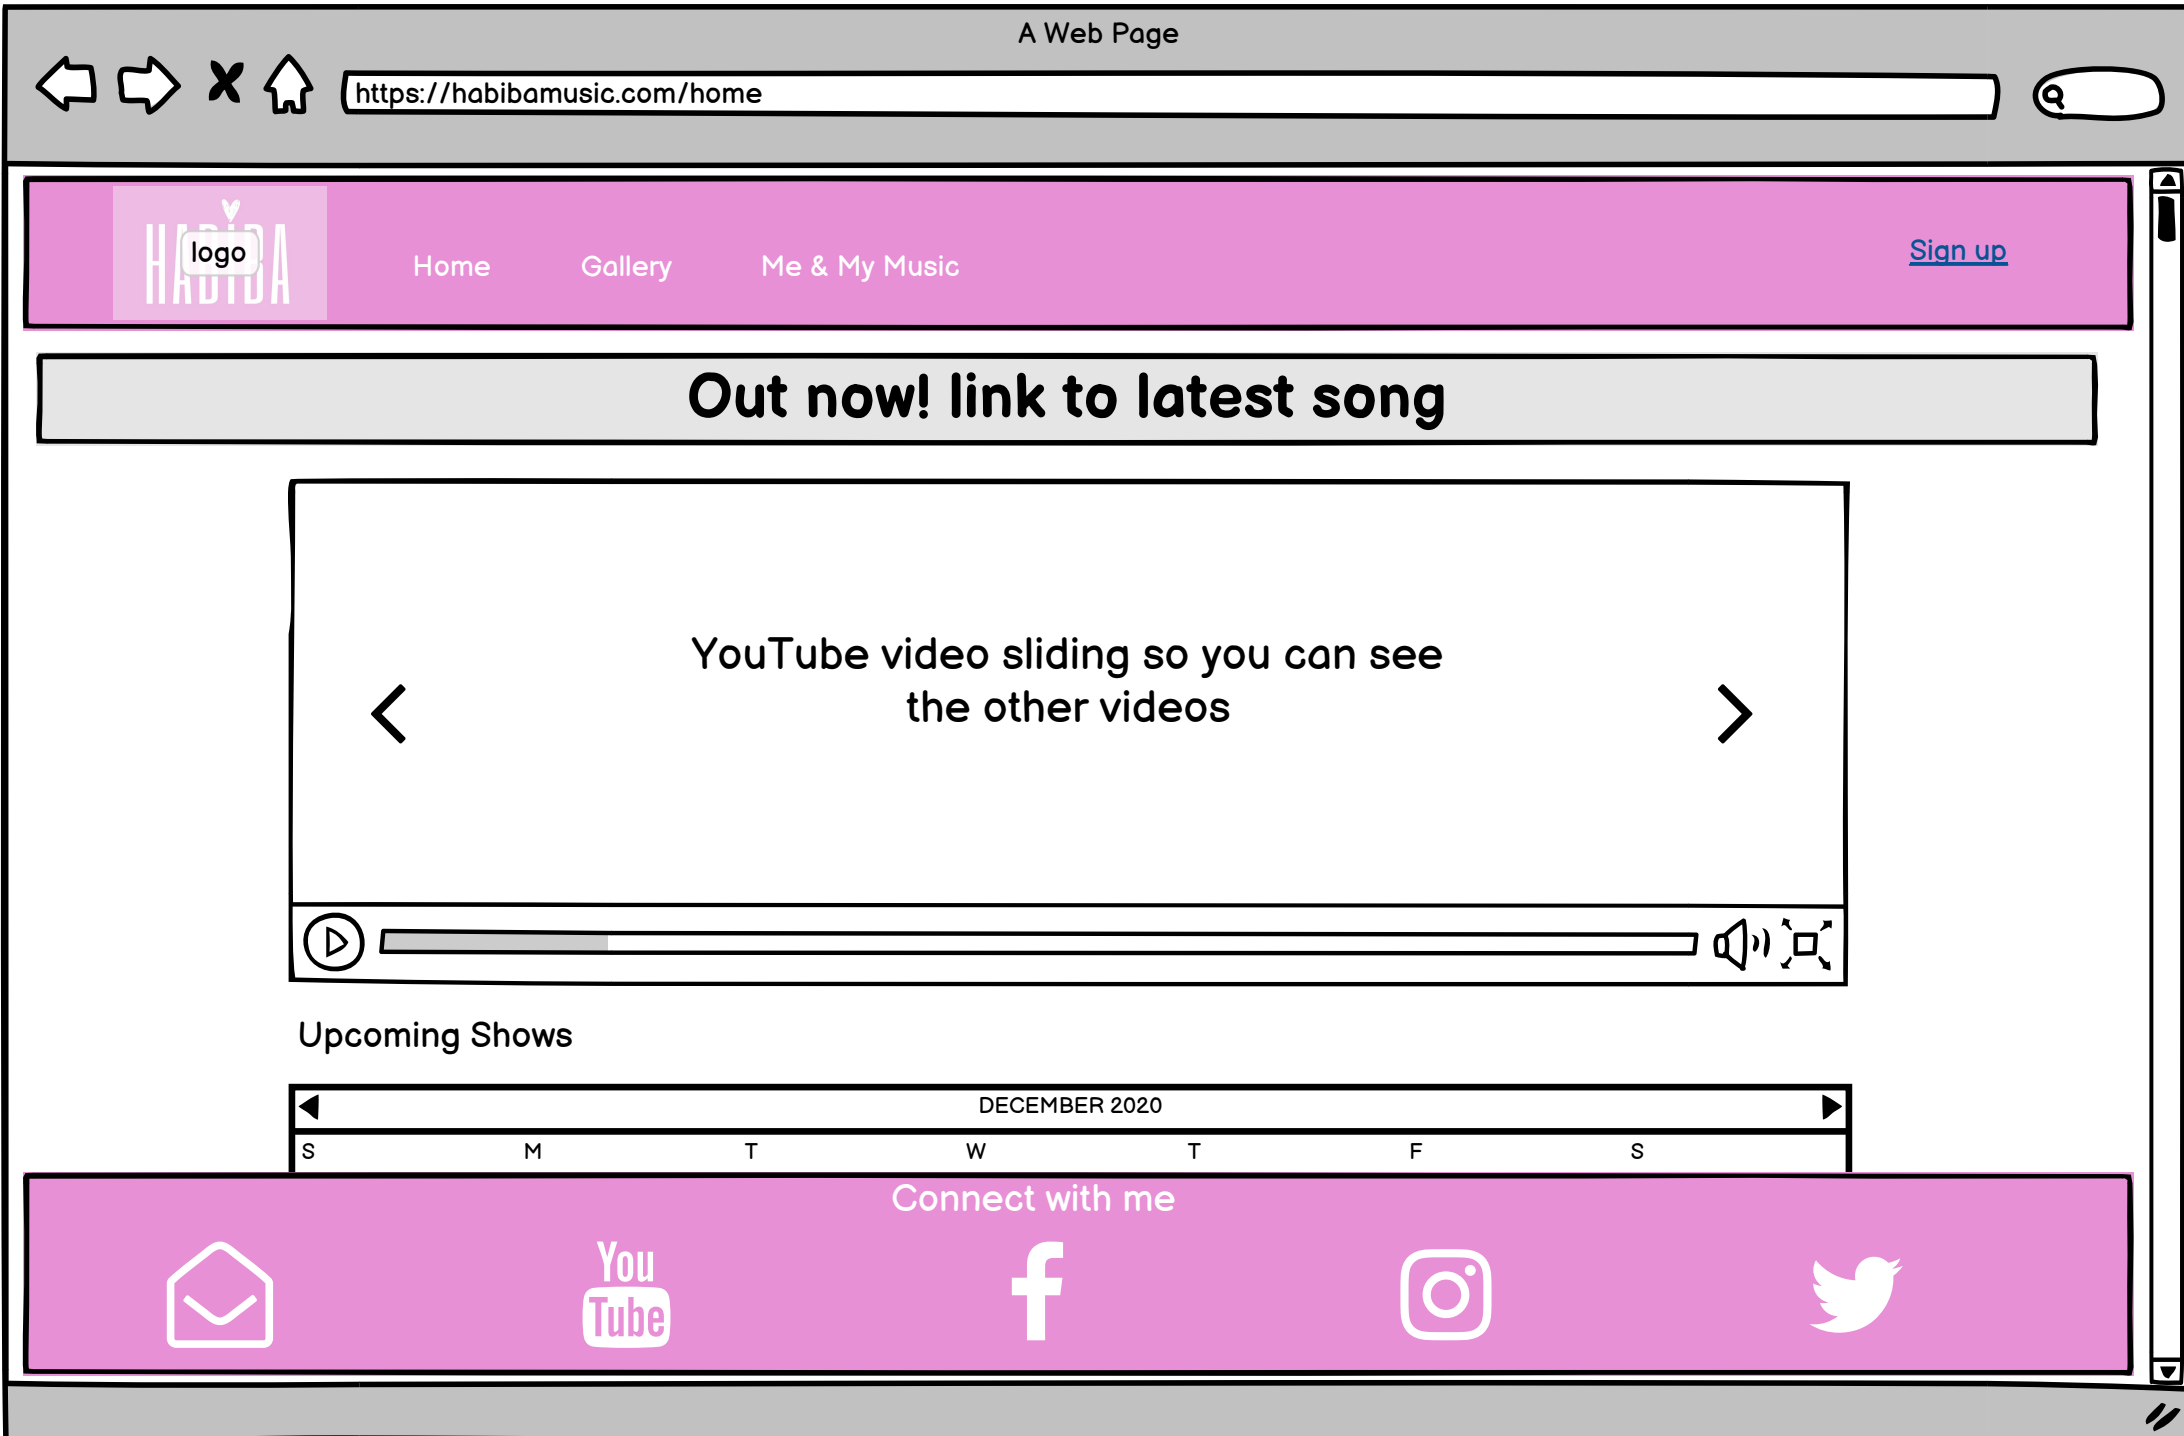 A Web Page
https://habibamusic.com/home
HABIBA
logo
Home Gallery Me & My Music
Sign up
Out now! link to latest song
YouTube video sliding so you can see
the other videos
Upcoming Shows
DECEMBER 2020
S M T W T F S
Connect with me
You
Tube